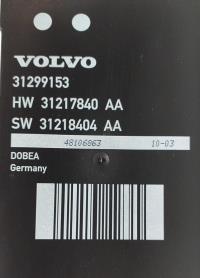 VOLVO
31299153
HW 31217840 AA
SW 31218404 AA
48106963 10-03
DOBEA
Germany